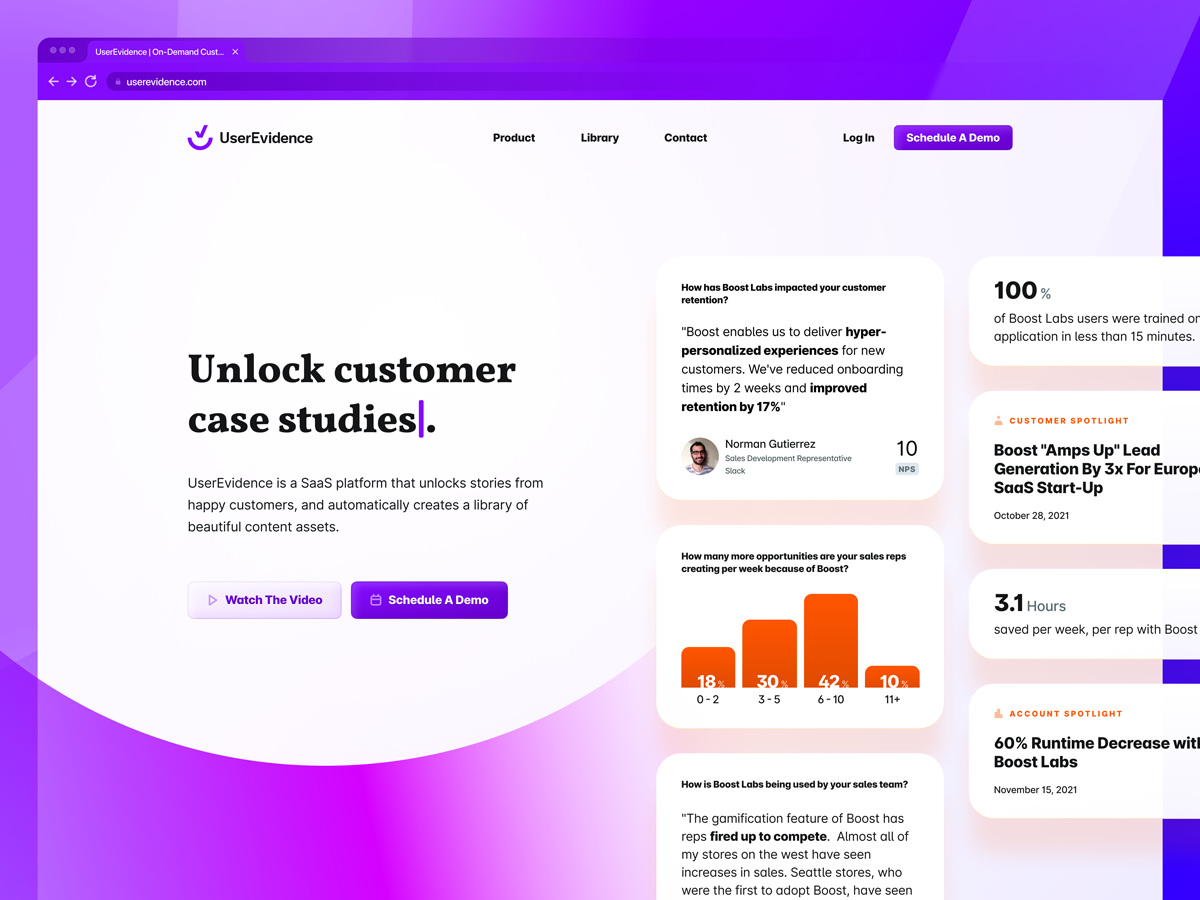 UserEvidence | On-Demand Cust...
userevidence.com
UserEvidence
Product
Library
Contact
Log In
Schedule A Demo
Unlock customer
case studies.
UserEvidence is a SaaS platform that unlocks stories from
happy customers, and automatically creates a library of
beautiful content assets.
Watch The Video
Schedule A Demo
How has Boost Labs impacted your customer
retention?
"Boost enables us to deliver hyper-
personalized experiences for new
customers. We've reduced onboarding
times by 2 weeks and improved
retention by 17%"
Norman Gutierrez
Sales Development Representative
Slack
10
NPS
How many more opportunities are your sales reps
creating per week because of Boost?
18% 30% 42% 10%
0 - 2 3 - 5 6 - 10 11+
How is Boost Labs being used by your sales team?
"The gamification feature of Boost has
reps fired up to compete. Almost all of
my stores on the west have seen
increases in sales. Seattle stores, who
were the first to adopt Boost, have seen
100 %
of Boost Labs users were trained on
application in less than 15 minutes.
CUSTOMER SPOTLIGHT
Boost "Amps Up" Lead
Generation By 3x For Europe
SaaS Start-Up
October 28, 2021
3.1 Hours
saved per week, per rep with Boost
ACCOUNT SPOTLIGHT
60% Runtime Decrease with
Boost Labs
November 15, 2021